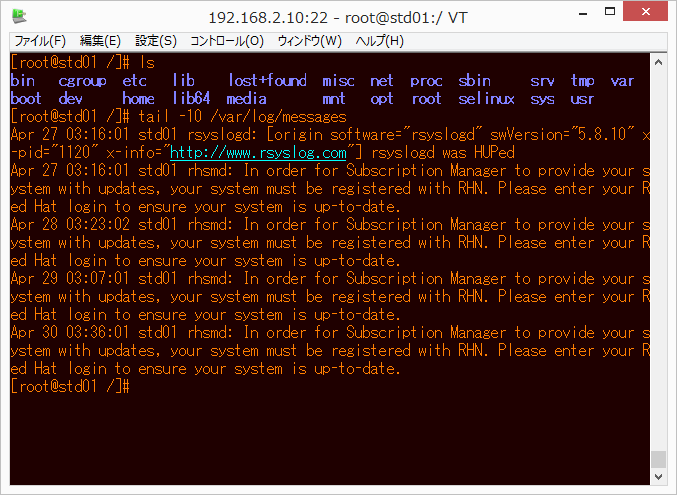 192.168.2.10:22 - root@std01:/ VT
ファイル(F) 編集(E) 設定(S) コントロール(O) ウィンドウ(W) ヘルプ(H)
[root@std01 /]# ls
bin cgroup etc lib lost+found misc net proc sbin srv tmp var
boot dev home lib64 media mnt opt root selinux sys usr
[root@std01 /]# tail -10 /var/log/messages
Apr 27 03:16:01 std01 rsyslogd: [origin software="rsyslogd" swVersion="5.8.10" x
-pid="1120" x-info="http://www.rsyslog.com"] rsyslogd was HUPed
Apr 27 03:16:01 std01 rhsmd: In order for Subscription Manager to provide your s
ystem with updates, your system must be registered with RHN. Please enter your R
ed Hat login to ensure your system is up-to-date.
Apr 28 03:23:02 std01 rhsmd: In order for Subscription Manager to provide your s
ystem with updates, your system must be registered with RHN. Please enter your R
ed Hat login to ensure your system is up-to-date.
Apr 29 03:07:01 std01 rhsmd: In order for Subscription Manager to provide your s
ystem with updates, your system must be registered with RHN. Please enter your R
ed Hat login to ensure your system is up-to-date.
Apr 30 03:36:01 std01 rhsmd: In order for Subscription Manager to provide your s
ystem with updates, your system must be registered with RHN. Please enter your R
ed Hat login to ensure your system is up-to-date.
[root@std01 /]#